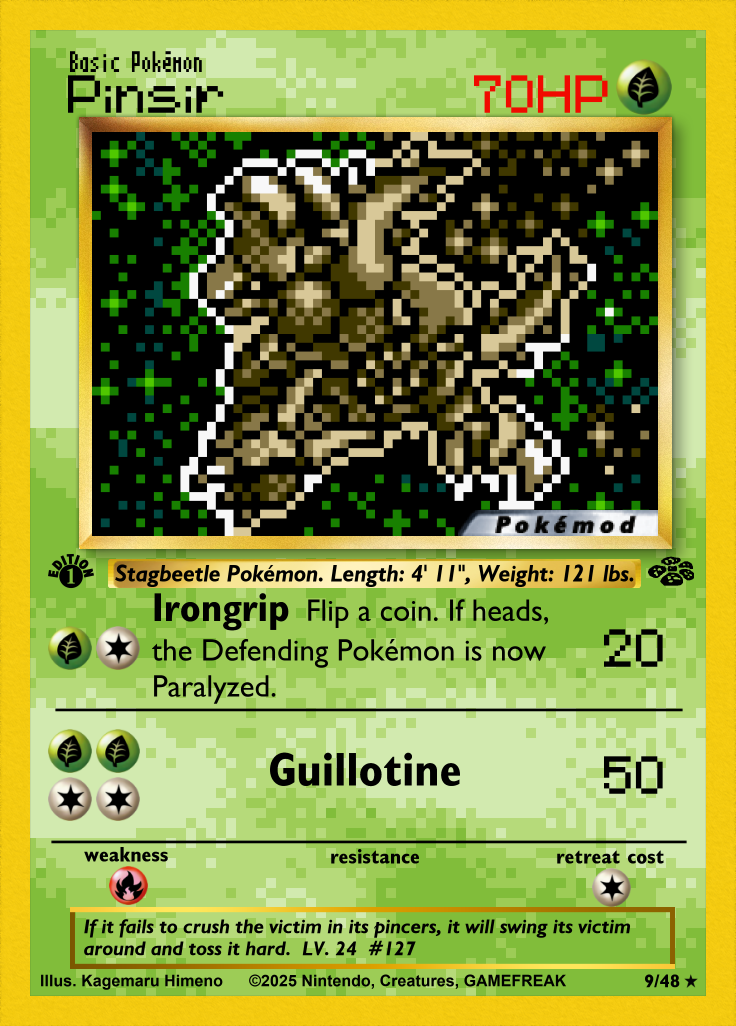 Basic Pokémon
Pinsir 70HP
Pokémod
EDITION 1
Stagbeetle Pokémon. Length: 4' 11", Weight: 121 lbs.
Irongrip Flip a coin. If heads,
the Defending Pokémon is now
Paralyzed.
20
Guillotine 50
weakness resistance retreat cost
If it fails to crush the victim in its pincers, it will swing its victim
around and toss it hard. LV. 24 #127
Illus. Kagemaru Himeno ©2025 Nintendo, Creatures, GAMEFREAK 9/48 ★